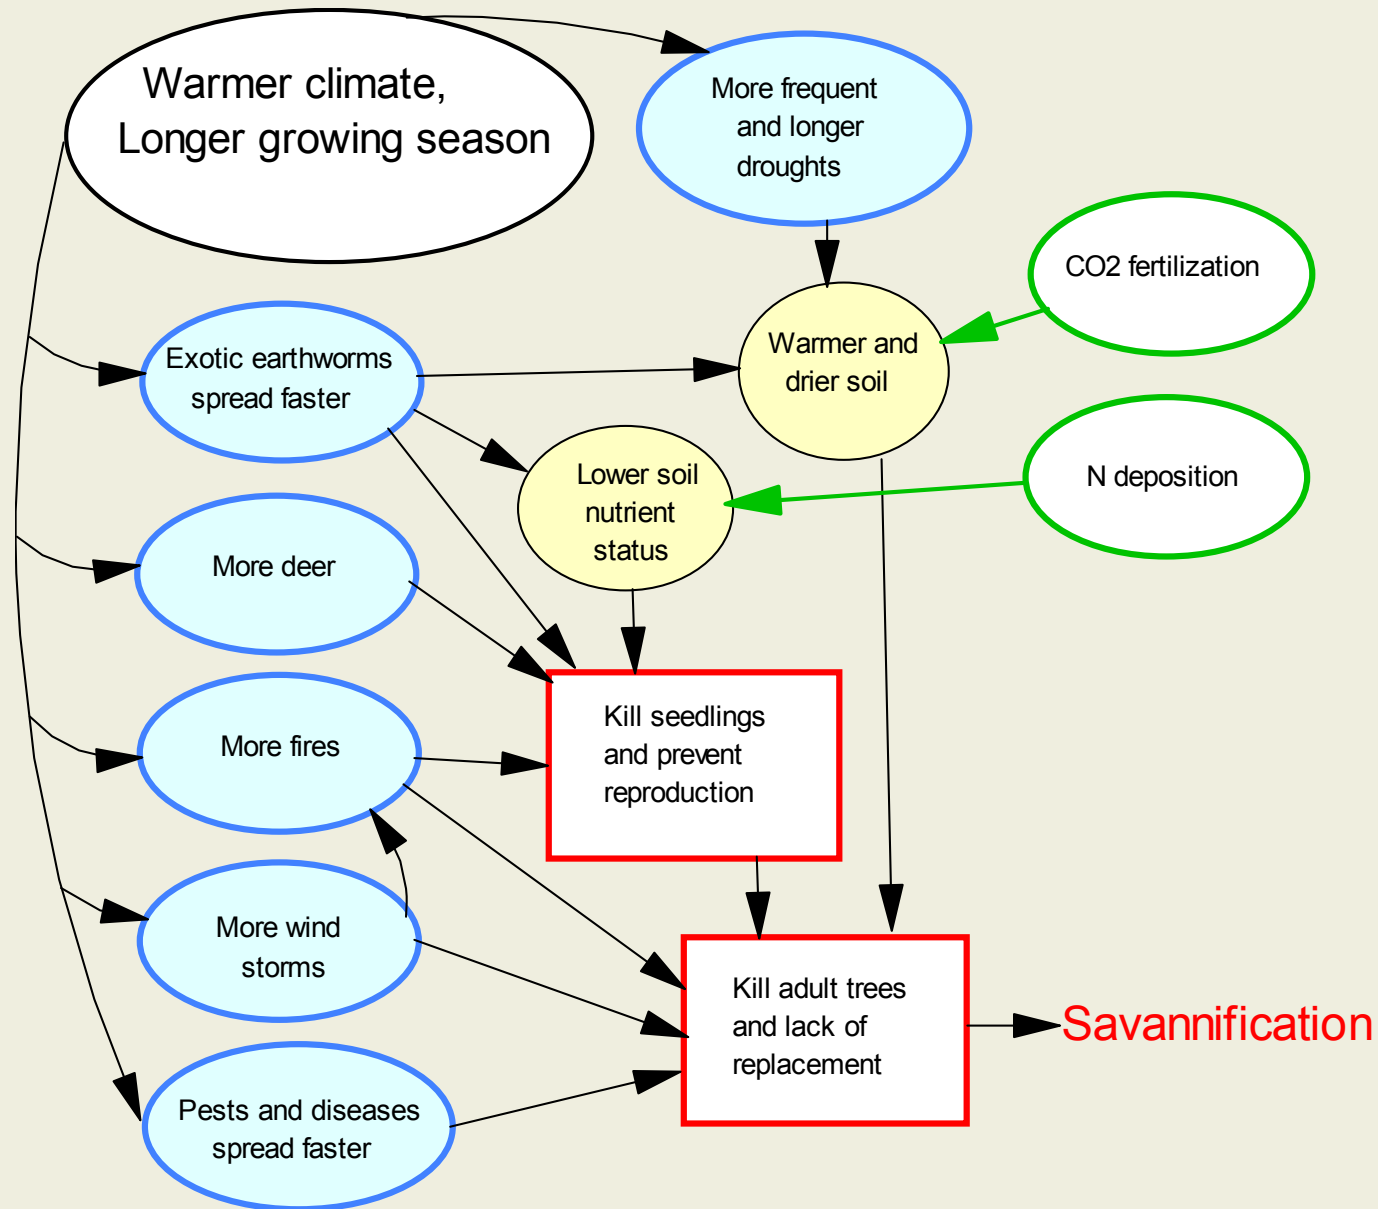 Warmer climate,
Longer growing season
More frequent
and longer
droughts
CO2 fertilization
Exotic earthworms
spread faster
Warmer and
drier soil
Lower soil
nutrient
status
N deposition
More deer
More fires
Kill seedlings
and prevent
reproduction
More wind
storms
Kill adult trees
and lack of
replacement
Savannification
Pests and diseases
spread faster